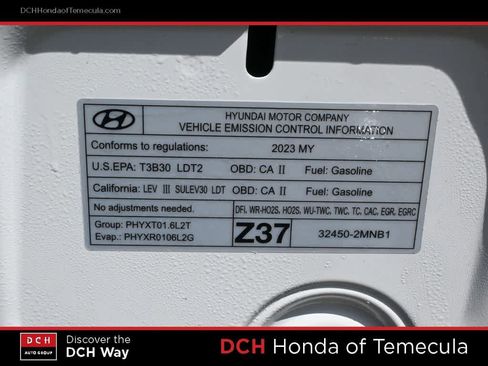 DCHHondaofTemecula.com
HYUNDAI MOTOR COMPANY
VEHICLE EMISSION CONTROL INFORMATION
Conforms to regulations: 2023 MY
U.S.EPA: T3B30 LDT2 OBD: CA II Fuel: Gasoline
California: LEV III SULEV30 LDT OBD: CA II Fuel: Gasoline
No adjustments needed. DFI, WR-HO2S, HO2S, WU-TWC, TWC, TC, CAC, EGR, EGRC
Group: PHYXT01.6L2T
Evap.: PHYXR0106L2G
Z37
32450-2MNB1
DCH
AUTO GROUP
Discover the
DCH Way
DCH Honda of Temecula